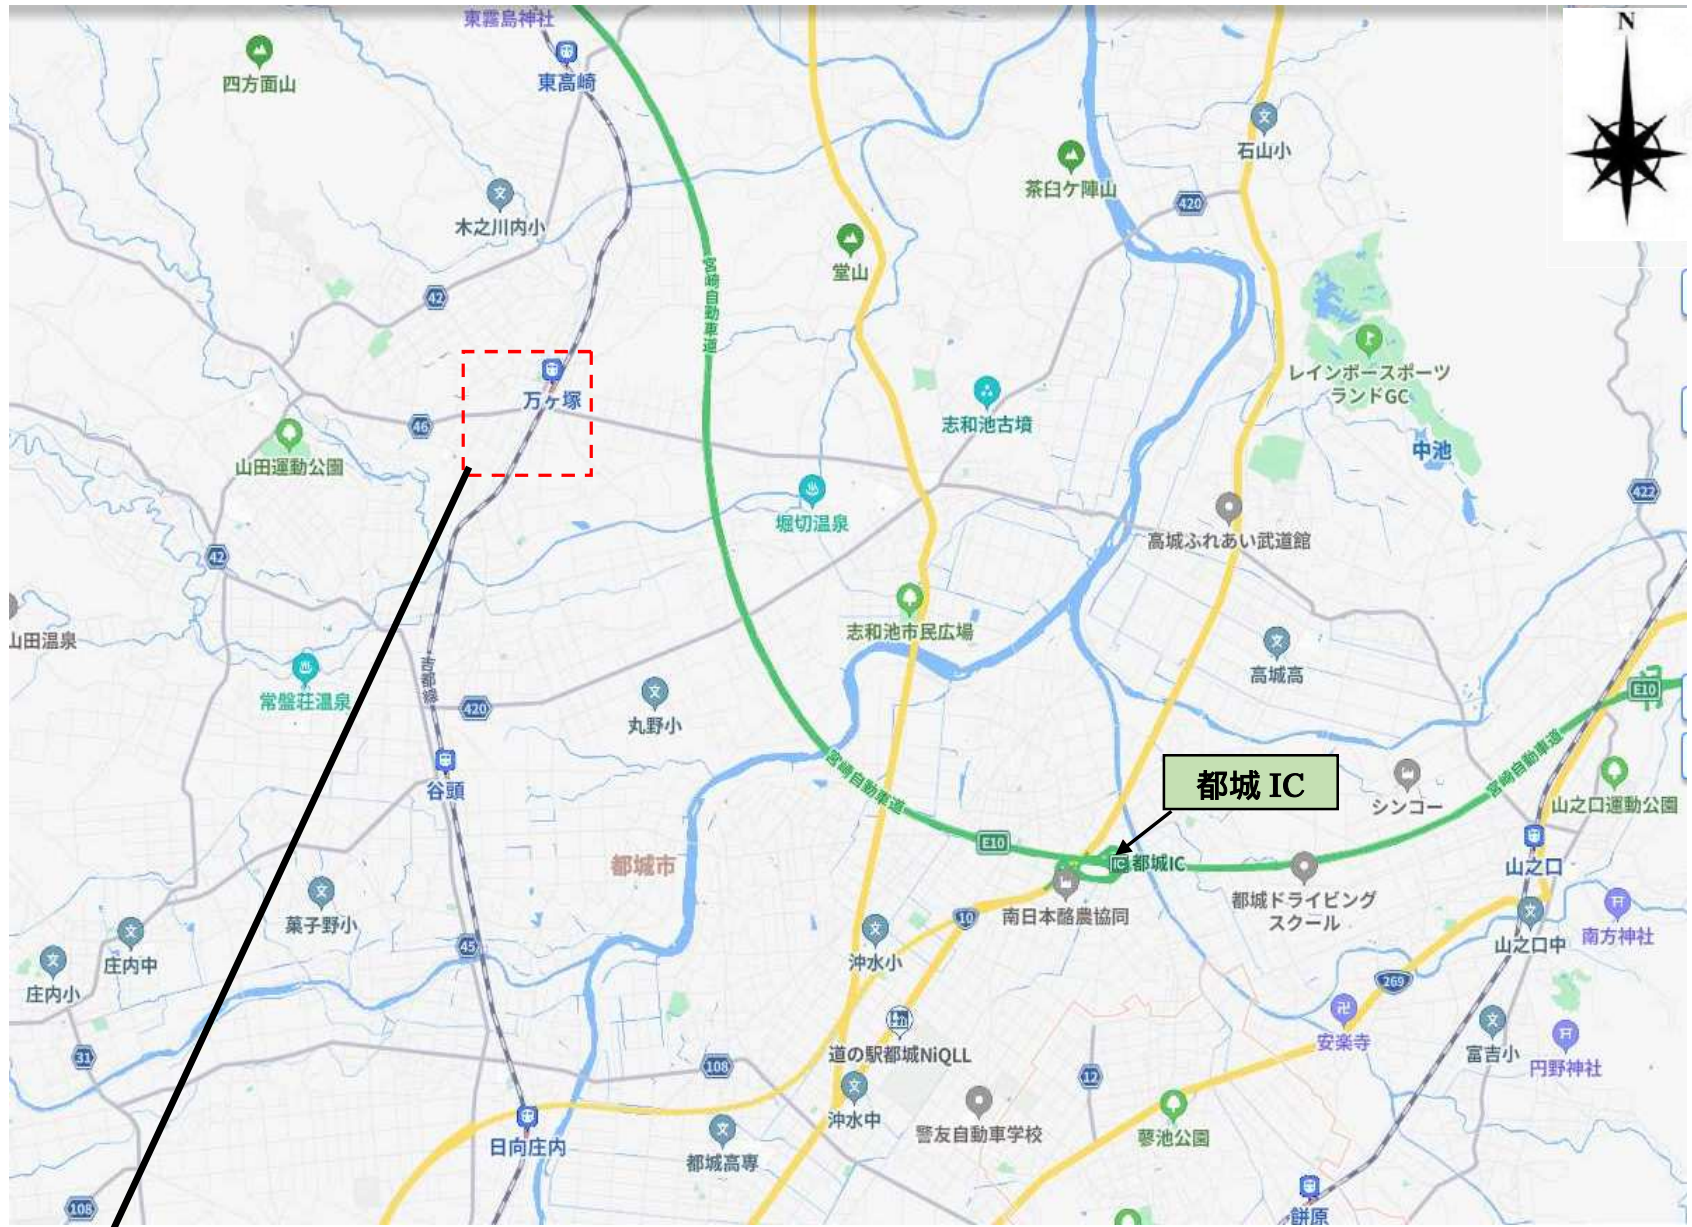 東霧島神社
N
四方面山
東高崎
石山小
茶臼ケ陣山
420
木之川内小
堂山
宮崎自動車道
42
レインボースポーツ
ランドGC
万ヶ塚
46
志和池古墳
中池
山田運動公園
422
堀切温泉
高城ふれあい武道館
42
志和池市民広場
山田温泉
吉都線
高城高
常盤荘温泉
E10
420
丸野小
宮崎自動車道
宮崎自動車道
都城 IC
谷頭
シンコー
山之口運動公園
E10
都城市
IC 都城IC
山之口
都城ドライビング
スクール
南日本酪農協同
10
菓子野小
南方神社
山之口中
45
庄内中
沖水小
庄内小
269
安楽寺
富吉小
円野神社
道の駅都城NiQLL
31
108
12
沖水中
警友自動車学校
蓼池公園
日向庄内
都城高専
108
餅原